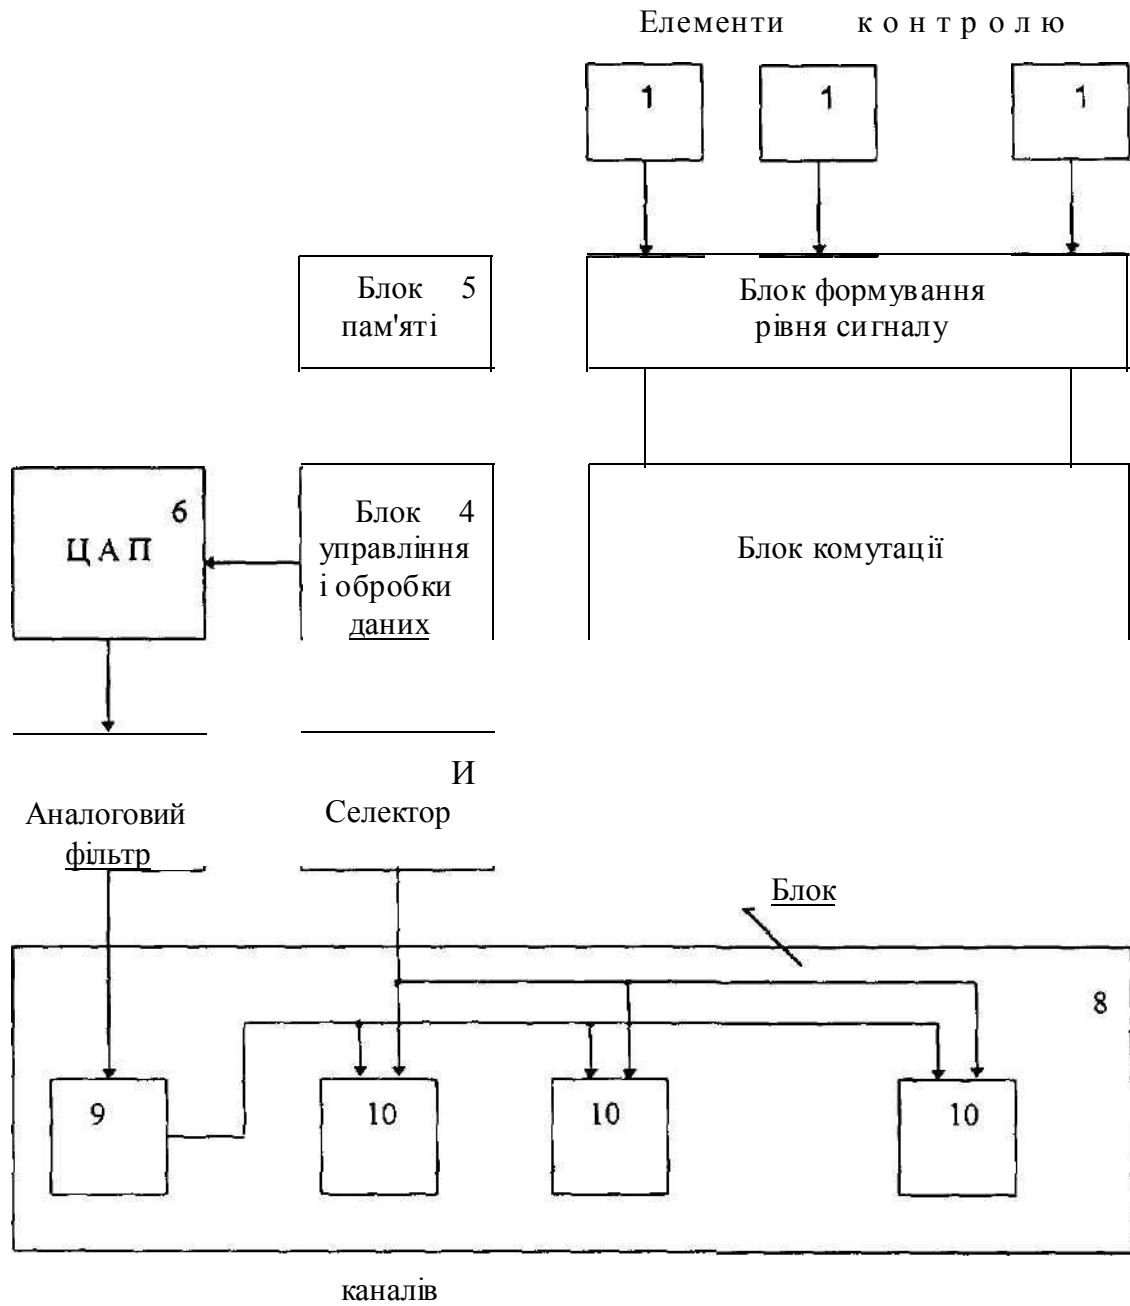 Елементи контролю
1 1 1
Блок 5
пам'яті
Блок формування
рівня сигналу
6
ЦАП
Блок 4
управління
і обробки
даних
Блок комутації
И
Аналоговий
фільтр
Селектор
Блок
8
9 10 10 10
каналів